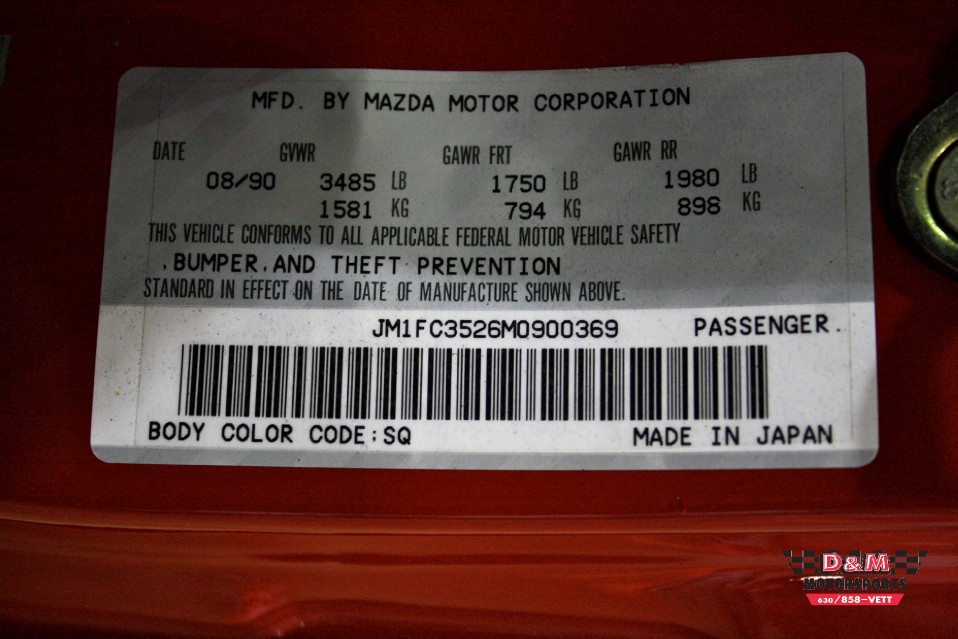 MFD. BY MAZDA MOTOR CORPORATION
DATE GVWR GAWR FRT GAWR RR
08/90 3485 LB 1750 LB 1980 LB
1581 KG 794 KG 898 KG
THIS VEHICLE CONFORMS TO ALL APPLICABLE FEDERAL MOTOR VEHICLE SAFETY
,BUMPER,AND THEFT PREVENTION
STANDARD IN EFFECT ON THE DATE OF MANUFACTURE SHOWN ABOVE.
JM1FC3526M0900369 PASSENGER.
BODY COLOR CODE:SQ MADE IN JAPAN
D&M
MOTORSPORTS
630/858-VETT